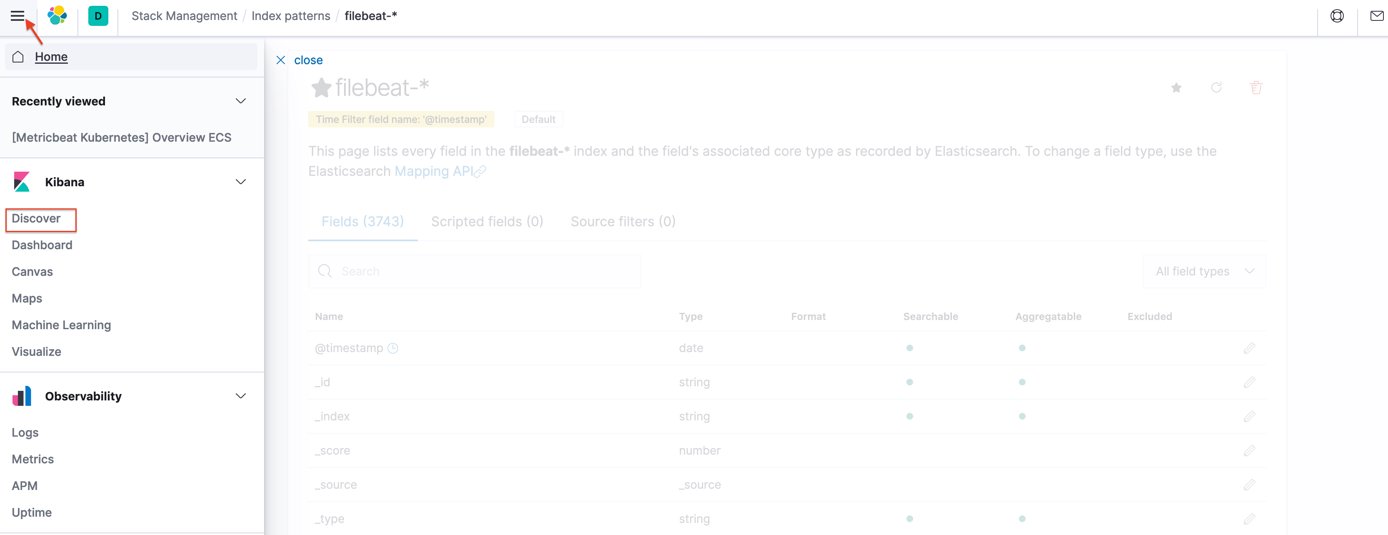 D Stack Management / Index patterns / filebeat-*
Home
Recently viewed
[Metricbeat Kubernetes] Overview ECS
Kibana
Discover
Dashboard
Canvas
Maps
Machine Learning
Visualize
Observability
Logs
Metrics
APM
Uptime
close
filebeat-*
Time Filter field name: '@timestamp' Default
This page lists every field in the filebeat-* index and the field's associated core type as recorded by Elasticsearch. To change a field type, use the
Elasticsearch Mapping API
Fields (3743) Scripted fields (0) Source filters (0)
Search All field types
Name Type Format Searchable Aggregatable Excluded
@timestamp date
_id string
_index string
_score number
_source _source
_type string